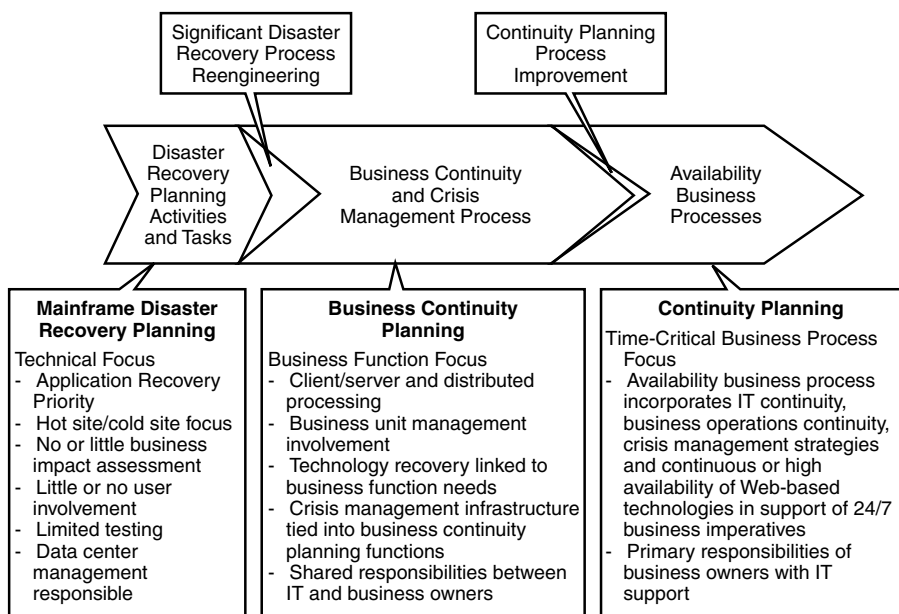 Significant Disaster
Recovery Process
Reengineering
Continuity Planning
Process
Improvement
Disaster
Recovery
Planning
Activities
and Tasks
Business Continuity
and Crisis
Management Process
Availability
Business
Processes
Mainframe Disaster
Recovery Planning
Technical Focus
- Application Recovery
Priority
- Hot site/cold site focus
- No or little business
impact assessment
- Little or no user
involvement
- Limited testing
- Data center
management
responsible
Business Continuity
Planning
Business Function Focus
- Client/server and distributed
processing
- Business unit management
involvement
- Technology recovery linked to
business function needs
- Crisis management infrastructure
tied into business continuity
planning functions
- Shared responsibilities between
IT and business owners
Continuity Planning
Time-Critical Business Process
Focus
- Availability business process
incorporates IT continuity,
business operations continuity,
crisis management strategies
and continuous or high
availability of Web-based
technologies in support of 24/7
business imperatives
- Primary responsibilities of
business owners with IT
support